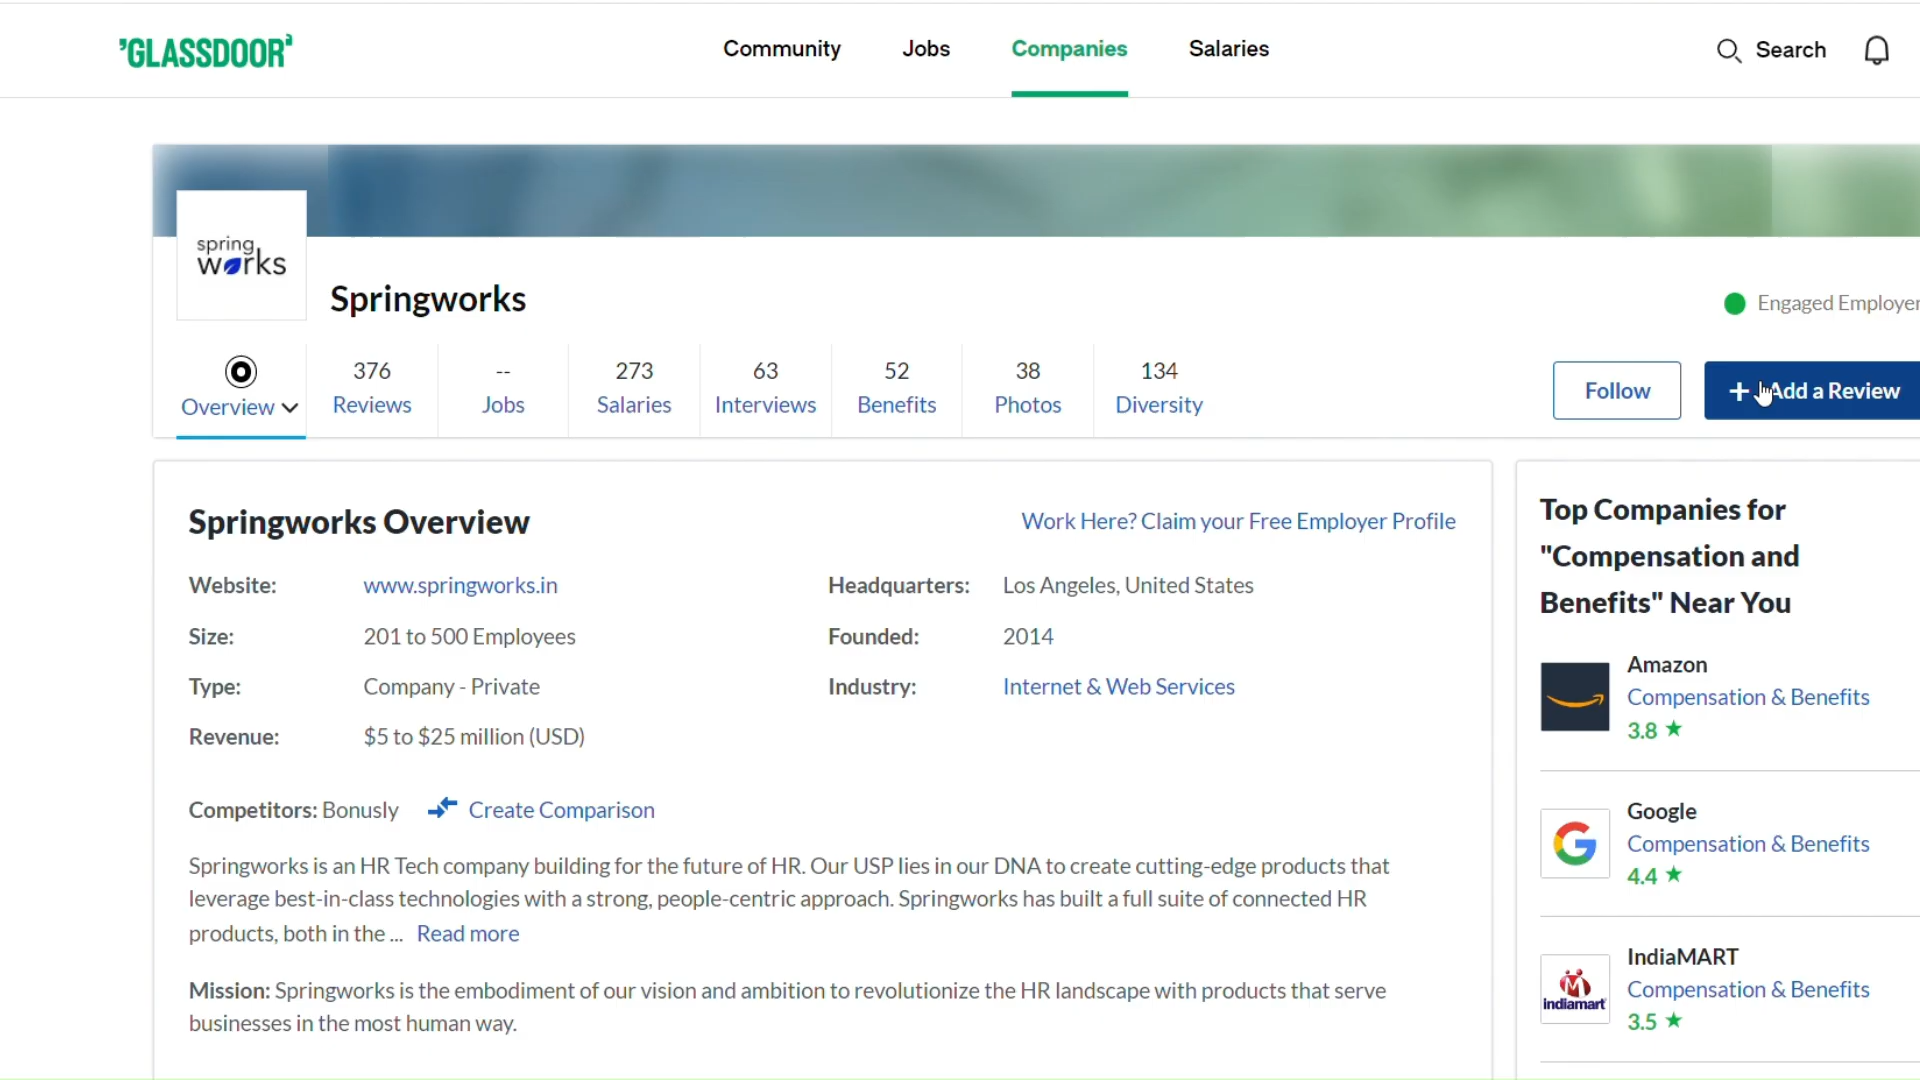 GLASSDOOR
Community Jobs Companies Salaries Search
spring
works
Springworks
Engaged Employer
376 -- 273 63 52 38 134
Overview Reviews Jobs Salaries Interviews Benefits Photos Diversity
Follow + Add a Review
Springworks Overview
Work Here? Claim your Free Employer Profile
Website: www.springworks.in Headquarters: Los Angeles, United States
Size: 201 to 500 Employees Founded: 2014
Type: Company - Private Industry: Internet & Web Services
Revenue: $5 to $25 million (USD)
Competitors: Bonusly Create Comparison
Springworks is an HR Tech company building for the future of HR. Our USP lies in our DNA to create cutting-edge products that
leverage best-in-class technologies with a strong, people-centric approach. Springworks has built a full suite of connected HR
products, both in the ... Read more
Mission: Springworks is the embodiment of our vision and ambition to revolutionize the HR landscape with products that serve
businesses in the most human way.
Top Companies for
"Compensation and
Benefits" Near You
Amazon
Compensation & Benefits
3.8 ★
Google
Compensation & Benefits
4.4 ★
indiamart
IndiaMART
Compensation & Benefits
3.5 ★